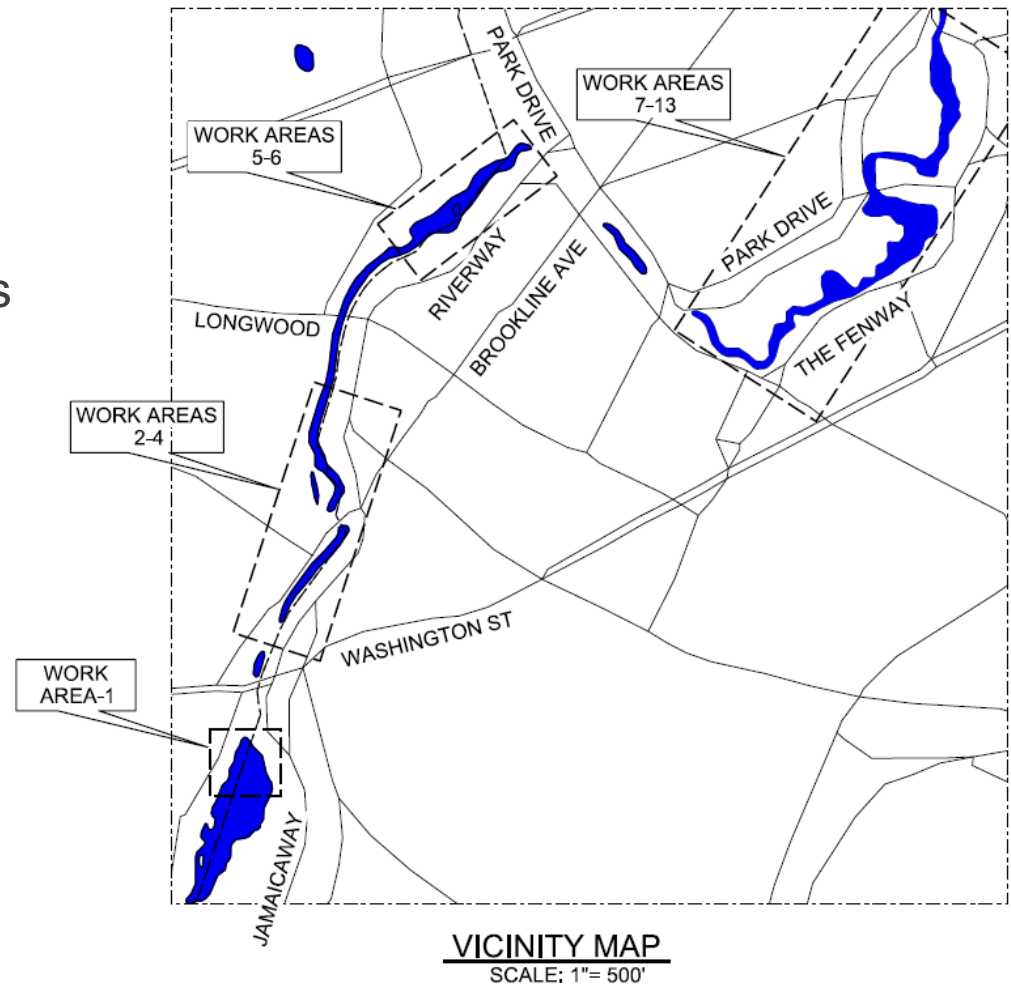 PARK DRIVE
WORK AREAS
7-13
WORK AREAS
5-6
s
PARK DRIVE
RIVERWAY
LONGWOOD
BROOKLINE AVE
THE FENWAY
WORK AREAS
2-4
WASHINGTON ST
WORK
AREA-1
JAMAICAWAY
VICINITY MAP
SCALE: 1"= 500'